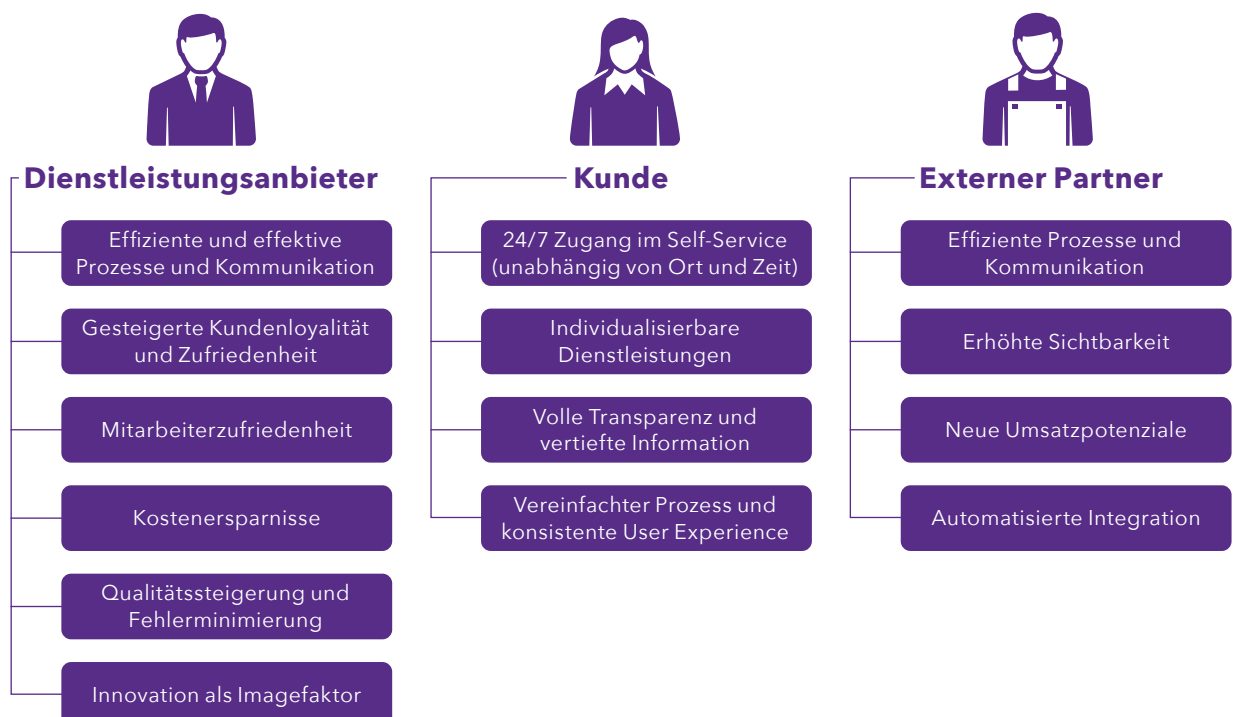 Dienstleistungsanbieter
Effiziente und effektive
Prozesse und Kommunikation
Gesteigerte Kundenloyalität
und Zufriedenheit
Mitarbeiterzufriedenheit
Kostenersparnisse
Qualitätssteigerung und
Fehlerminimierung
Innovation als Imagefaktor
Kunde
24/7 Zugang im Self-Service
(unabhängig von Ort und Zeit)
Individualisierbare
Dienstleistungen
Volle Transparenz und
vertiefte Information
Vereinfachter Prozess und
konsistente User Experience
Externer Partner
Effiziente Prozesse und
Kommunikation
Erhöhte Sichtbarkeit
Neue Umsatzpotenziale
Automatisierte Integration